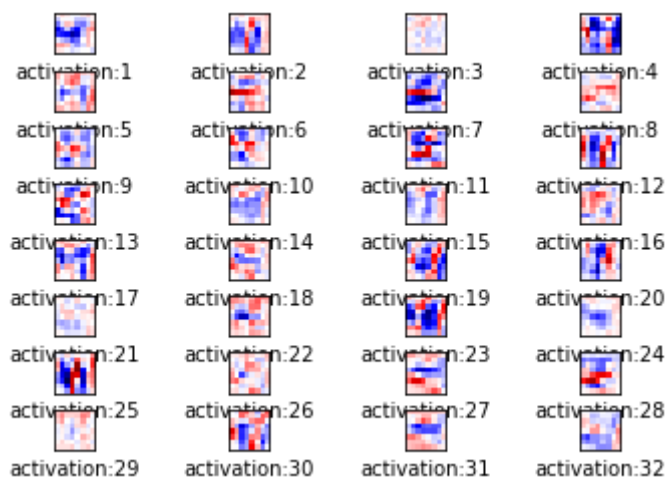 activation:1 activation:2 activation:3 activation:4
activation:5 activation:6 activation:7 activation:8
activation:9 activation:10 activation:11 activation:12
activation:13 activation:14 activation:15 activation:16
activation:17 activation:18 activation:19 activation:20
activation:21 activation:22 activation:23 activation:24
activation:25 activation:26 activation:27 activation:28
activation:29 activation:30 activation:31 activation:32